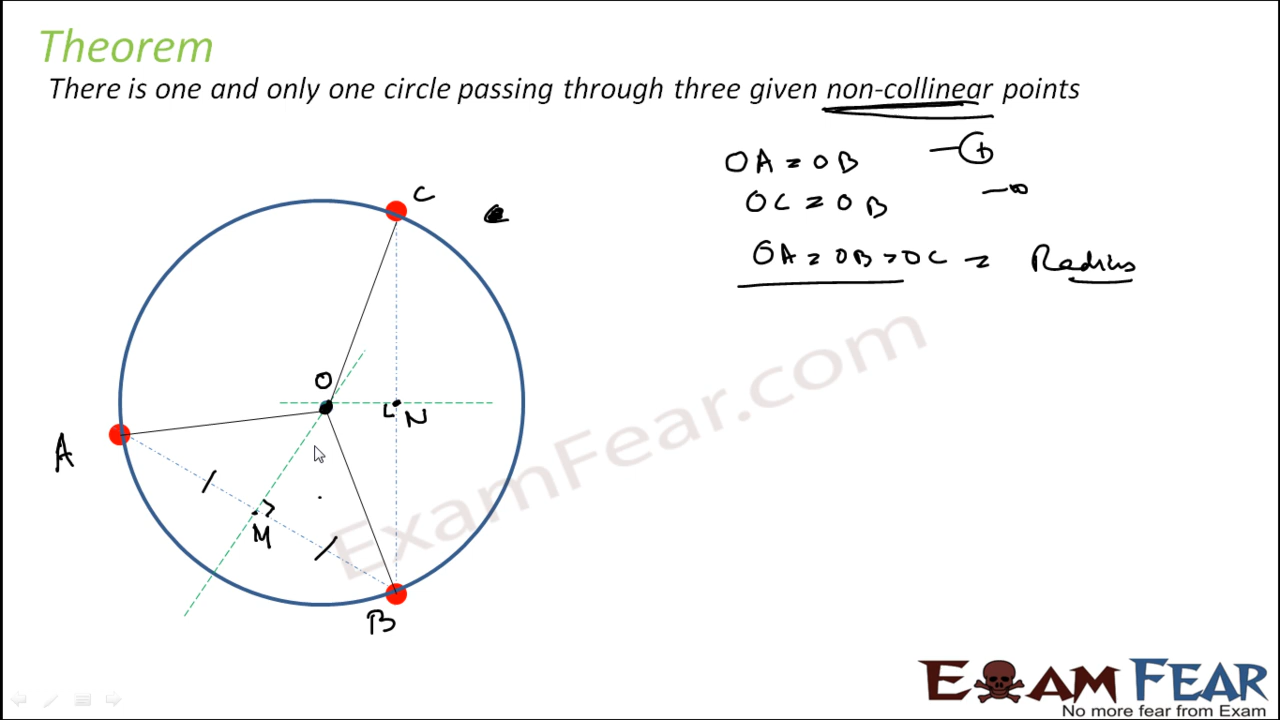 Theorem
There is one and only one circle passing through three given non-collinear points
OA = OB
OC = OB
OA = OB = OC = Radius
C
O
N
A
M
B
ExamFear.com
EXAM FEAR
No more fear from Exam